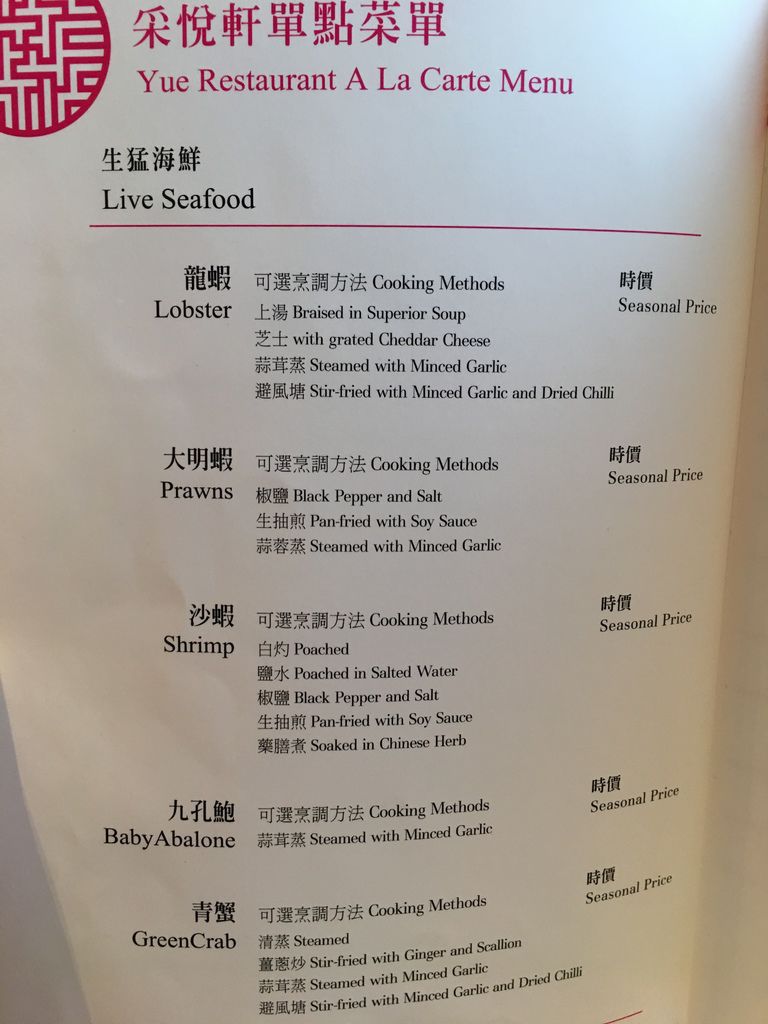 采悅軒單點菜單
Yue Restaurant A La Carte Menu
生猛海鮮
Live Seafood
龍蝦 可選烹調方法 Cooking Methods 時價
Lobster 上湯 Braised in Superior Soup Seasonal Price
芝士 with grated Cheddar Cheese
蒜茸蒸 Steamed with Minced Garlic
避風塘 Stir-fried with Minced Garlic and Dried Chilli
大明蝦 可選烹調方法 Cooking Methods 時價
Prawns 椒鹽 Black Pepper and Salt Seasonal Price
生抽煎 Pan-fried with Soy Sauce
蒜蓉蒸 Steamed with Minced Garlic
沙蝦 可選烹調方法 Cooking Methods 時價
Shrimp 白灼 Poached Seasonal Price
鹽水 Poached in Salted Water
椒鹽 Black Pepper and Salt
生抽煎 Pan-fried with Soy Sauce
藥膳煮 Soaked in Chinese Herb
九孔鮑 可選烹調方法 Cooking Methods 時價
BabyAbalone 蒜茸蒸 Steamed with Minced Garlic Seasonal Price
青蟹 可選烹調方法 Cooking Methods 時價
GreenCrab 清蒸 Steamed Seasonal Price
薑蔥炒 Stir-fried with Ginger and Scallion
蒜茸蒸 Steamed with Minced Garlic
避風塘 Stir-fried with Minced Garlic and Dried Chilli